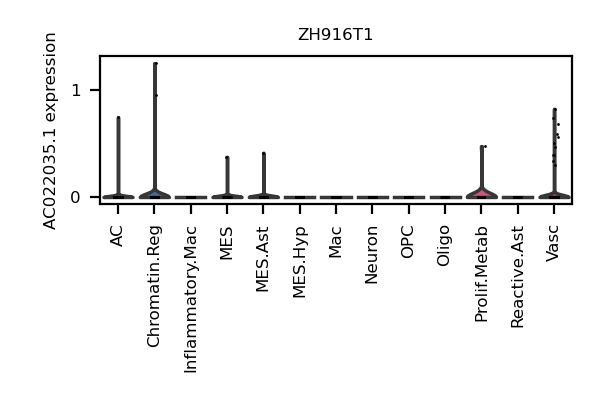 ZH916T1
AC022035.1 expression
1
0
AC
Chromatin.Reg
Inflammatory.Mac
MES
MES.Ast
MES.Hyp
Mac
Neuron
OPC
Oligo
Prolif.Metab
Reactive.Ast
Vasc